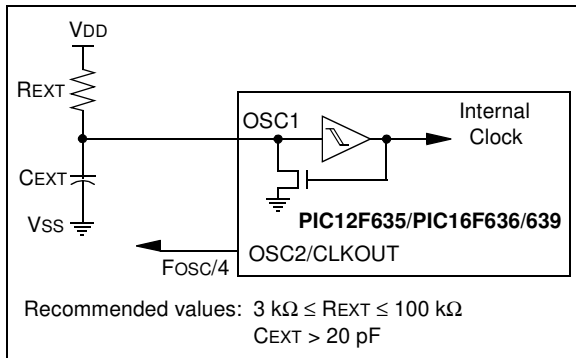 VDD
REXT
OSC1
Internal
Clock
CEXT
VSS
PIC12F635/PIC16F636/639
OSC2/CLKOUT
FOSC/4
Recommended values: 3 kΩ ≤ REXT ≤ 100 kΩ
CEXT > 20 pF